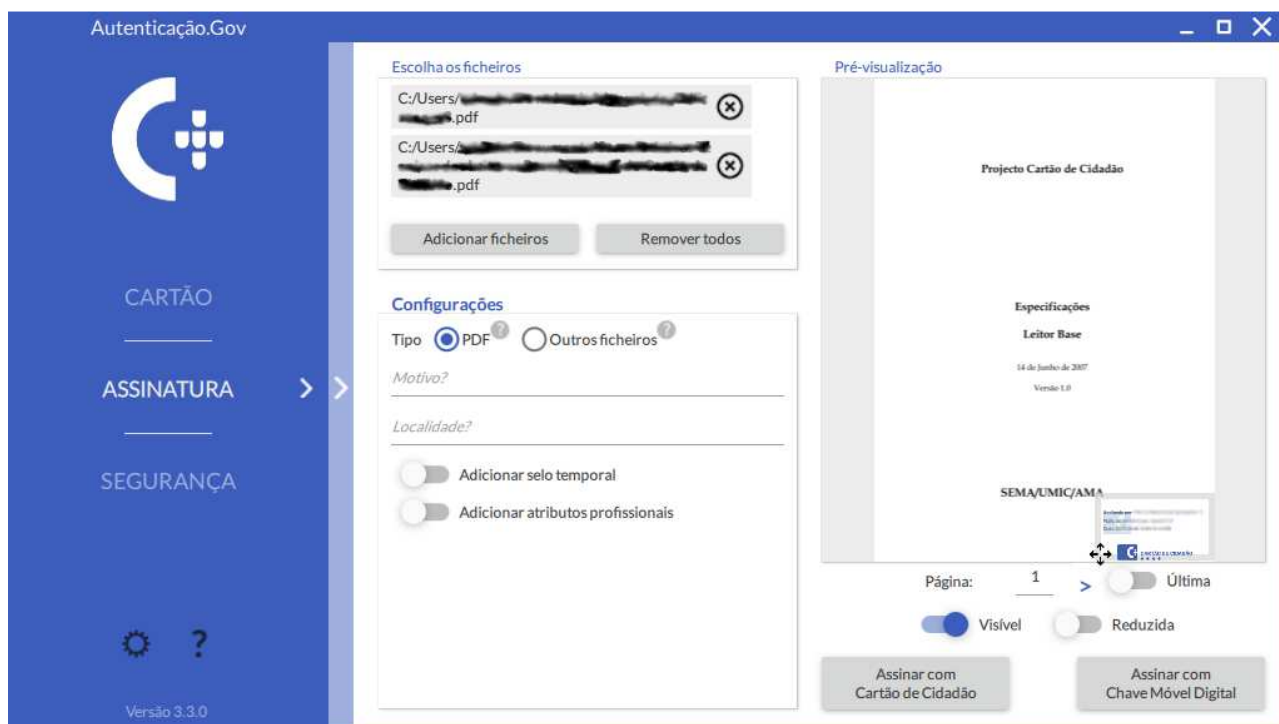 Autenticação.Gov
CARTÃO
ASSINATURA
SEGURANÇA
Versão 3.3.0
Escolha os ficheiros
C:/Users/
.pdf
C:/Users/
.pdf
Adicionar ficheiros
Remover todos
Configurações
Tipo PDF ? Outros ficheiros ?
Motivo?
Localidade?
Adicionar selo temporal
Adicionar atributos profissionais
Pré-visualização
Projecto Cartão de Cidadão
Especificações
Leitor Base
14 de Junho de 2007
Versão 1.0
SEMA/UMIC/AMA
Página: 1 > Última
Visível Reduzida
Assinar com
Cartão de Cidadão
Assinar com
Chave Móvel Digital
?